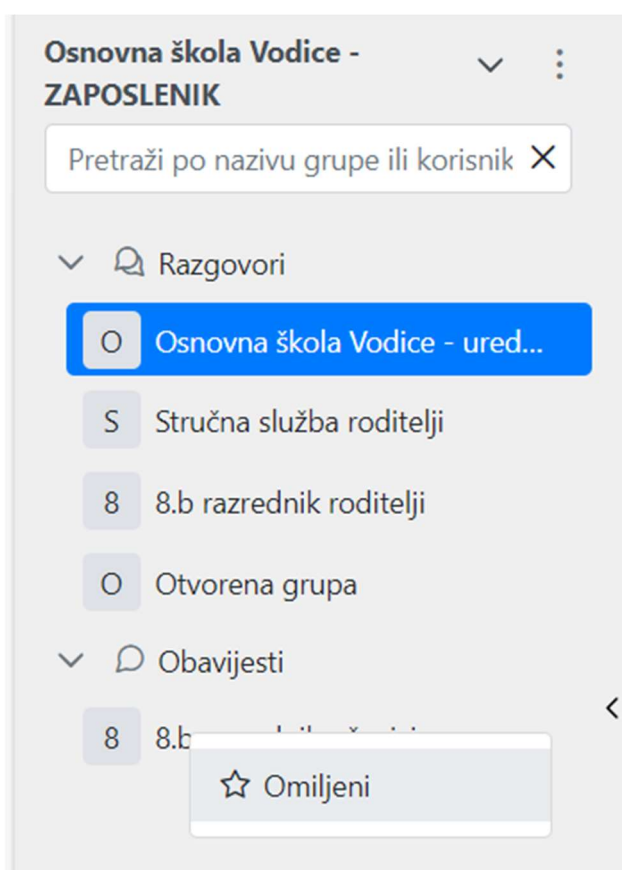 Osnovna škola Vodice -
ZAPOSLENIK
Pretraži po nazivu grupe ili korisnik
Razgovori
O Osnovna škola Vodice - ured...
S Stručna služba roditelji
8 8.b razrednik roditelji
O Otvorena grupa
Obavijesti
8 8.b
Omiljeni